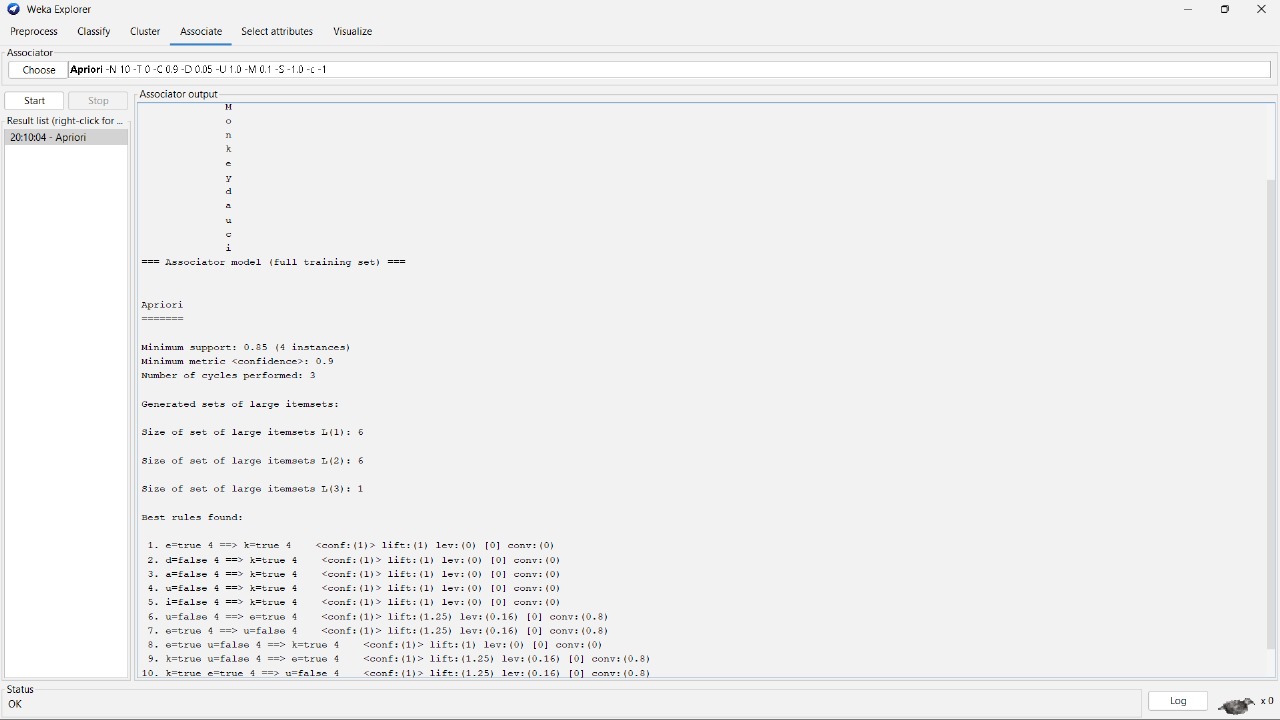 Weka Explorer
Preprocess Classify Cluster Associate Select attributes Visualize
Associator
Choose Apriori -N 10 -T 0 -C 0.9 -D 0.05 -U 1.0 -M 0.1 -S -1.0 -c -1
Start Stop
Associator output
Result list (right-click for ...
20:10:04 - Apriori
M
o
n
k
e
y
d
a
u
c
i
=== Associator model (full training set) ===
Apriori
=======
Minimum support: 0.85 (4 instances)
Minimum metric <confidence>: 0.9
Number of cycles performed: 3
Generated sets of large itemsets:
Size of set of large itemsets L(1): 6
Size of set of large itemsets L(2): 6
Size of set of large itemsets L(3): 1
Best rules found:
1. e=true 4 ==> k=true 4 <conf:(1)> lift:(1) lev:(0) [0] conv:(0)
2. d=false 4 ==> k=true 4 <conf:(1)> lift:(1) lev:(0) [0] conv:(0)
3. a=false 4 ==> k=true 4 <conf:(1)> lift:(1) lev:(0) [0] conv:(0)
4. u=false 4 ==> k=true 4 <conf:(1)> lift:(1) lev:(0) [0] conv:(0)
5. i=false 4 ==> k=true 4 <conf:(1)> lift:(1) lev:(0) [0] conv:(0)
6. u=false 4 ==> e=true 4 <conf:(1)> lift:(1.25) lev:(0.16) [0] conv:(0.8)
7. e=true 4 ==> u=false 4 <conf:(1)> lift:(1.25) lev:(0.16) [0] conv:(0.8)
8. e=true u=false 4 ==> k=true 4 <conf:(1)> lift:(1) lev:(0) [0] conv:(0)
9. k=true u=false 4 ==> e=true 4 <conf:(1)> lift:(1.25) lev:(0.16) [0] conv:(0.8)
10. k=true e=true 4 ==> u=false 4 <conf:(1)> lift:(1.25) lev:(0.16) [0] conv:(0.8)
Status
OK
Log
x 0